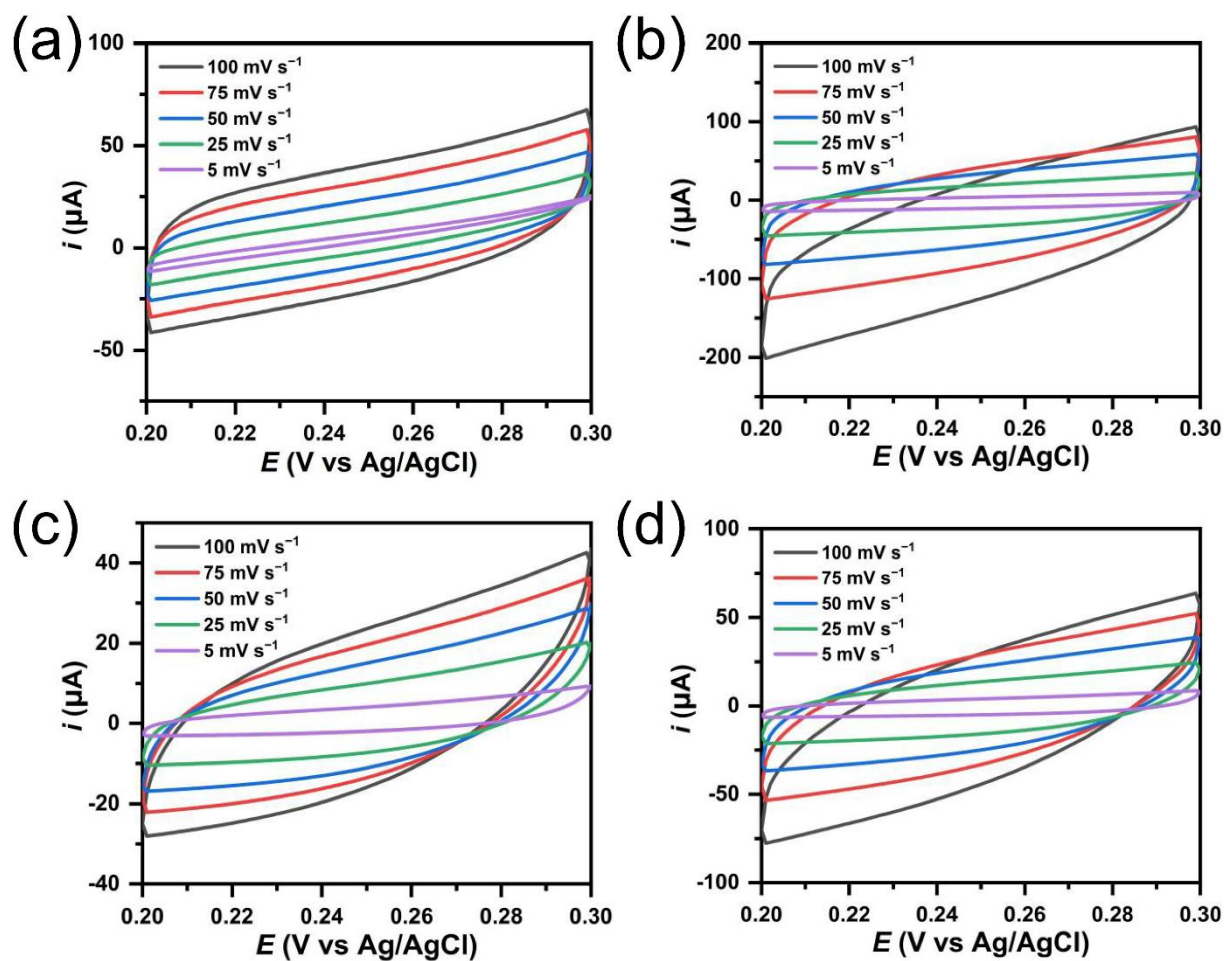 (a)
100
50
0
-50
i (µA)
100 mV s⁻¹
75 mV s⁻¹
50 mV s⁻¹
25 mV s⁻¹
5 mV s⁻¹
0.20 0.22 0.24 0.26 0.28 0.30
E (V vs Ag/AgCl)
(b)
200
100
0
-100
-200
i (µA)
100 mV s⁻¹
75 mV s⁻¹
50 mV s⁻¹
25 mV s⁻¹
5 mV s⁻¹
0.20 0.22 0.24 0.26 0.28 0.30
E (V vs Ag/AgCl)
(c)
40
20
0
-20
-40
i (µA)
100 mV s⁻¹
75 mV s⁻¹
50 mV s⁻¹
25 mV s⁻¹
5 mV s⁻¹
0.20 0.22 0.24 0.26 0.28 0.30
E (V vs Ag/AgCl)
(d)
100
50
0
-50
-100
i (µA)
100 mV s⁻¹
75 mV s⁻¹
50 mV s⁻¹
25 mV s⁻¹
5 mV s⁻¹
0.20 0.22 0.24 0.26 0.28 0.30
E (V vs Ag/AgCl)